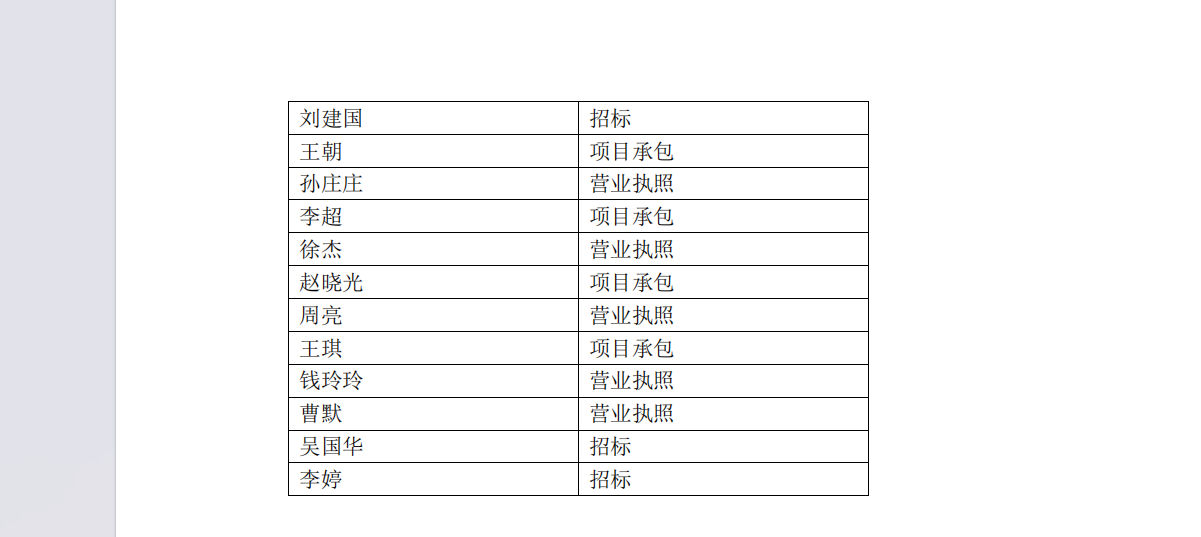 刘建国 招标
王朝 项目承包
孙庄庄 营业执照
李超 项目承包
徐杰 营业执照
赵晓光 项目承包
周亮 营业执照
王琪 项目承包
钱玲玲 营业执照
曹默 营业执照
吴国华 招标
李婷 招标